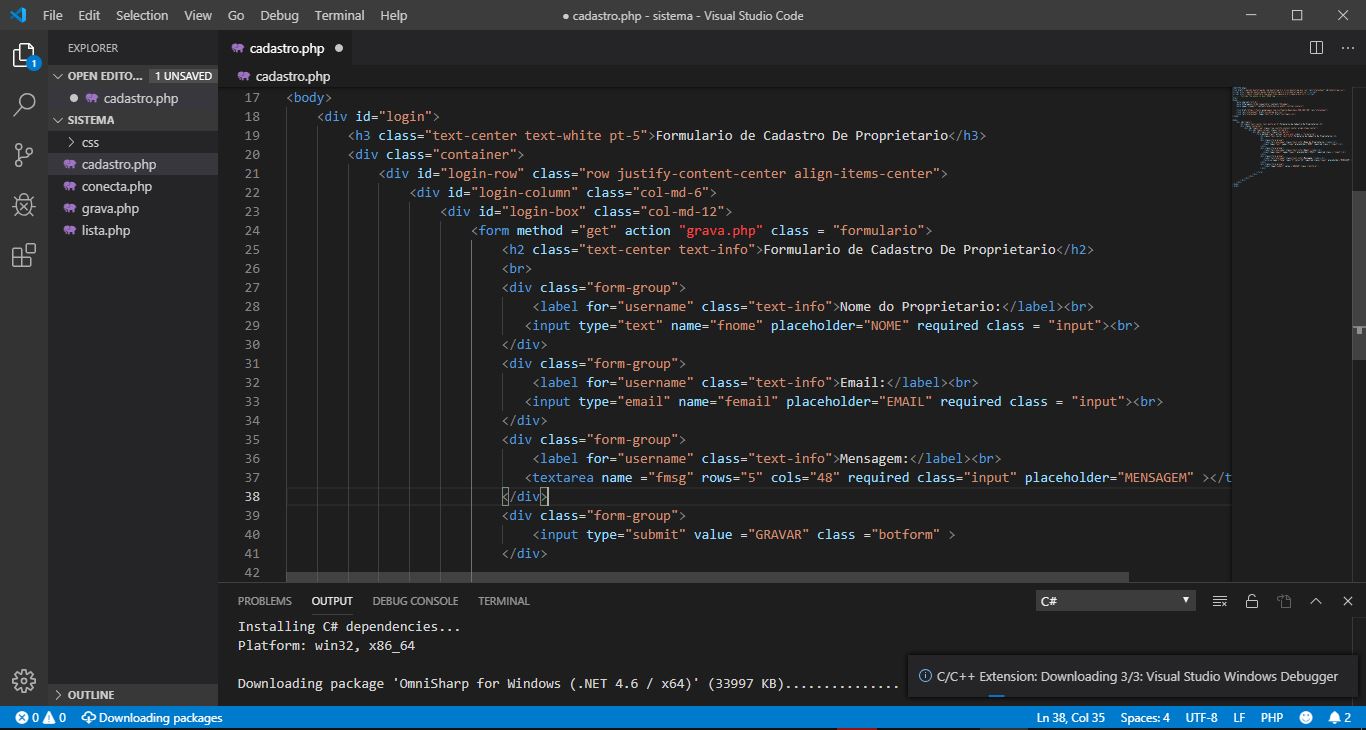 File Edit Selection View Go Debug Terminal Help
● cadastro.php - sistema - Visual Studio Code
EXPLORER
OPEN EDITO... 1 UNSAVED
cadastro.php
SISTEMA
css
cadastro.php
conecta.php
grava.php
lista.php
OUTLINE
1
cadastro.php
cadastro.php
17 <body>
18 <div id="login">
19 <h3 class="text-center text-white pt-5">Formulario de Cadastro De Proprietario</h3>
20 <div class="container">
21 <div id="login-row" class="row justify-content-center align-items-center">
22 <div id="login-column" class="col-md-6">
23 <div id="login-box" class="col-md-12">
24 <form method ="get" action "grava.php" class = "formulario">
25 <h2 class="text-center text-info">Formulario de Cadastro De Proprietario</h2>
26 <br>
27 <div class="form-group">
28 <label for="username" class="text-info">Nome do Proprietario:</label><br>
29 <input type="text" name="fnome" placeholder="NOME" required class = "input"><br>
30 </div>
31 <div class="form-group">
32 <label for="username" class="text-info">Email:</label><br>
33 <input type="email" name="femail" placeholder="EMAIL" required class = "input"><br>
34 </div>
35 <div class="form-group">
36 <label for="username" class="text-info">Mensagem:</label><br>
37 <textarea name ="fmsg" rows="5" cols="48" required class="input" placeholder="MENSAGEM" ></t
38 </div>
39 <div class="form-group">
40 <input type="submit" value ="GRAVAR" class ="botform" >
41 </div>
42
PROBLEMS OUTPUT DEBUG CONSOLE TERMINAL
C#
Installing C# dependencies...
Platform: win32, x86_64
Downloading package 'OmniSharp for Windows (.NET 4.6 / x64)' (33997 KB)...............
C/C++ Extension: Downloading 3/3: Visual Studio Windows Debugger
0 0 Downloading packages
Ln 38, Col 35 Spaces: 4 UTF-8 LF PHP 2